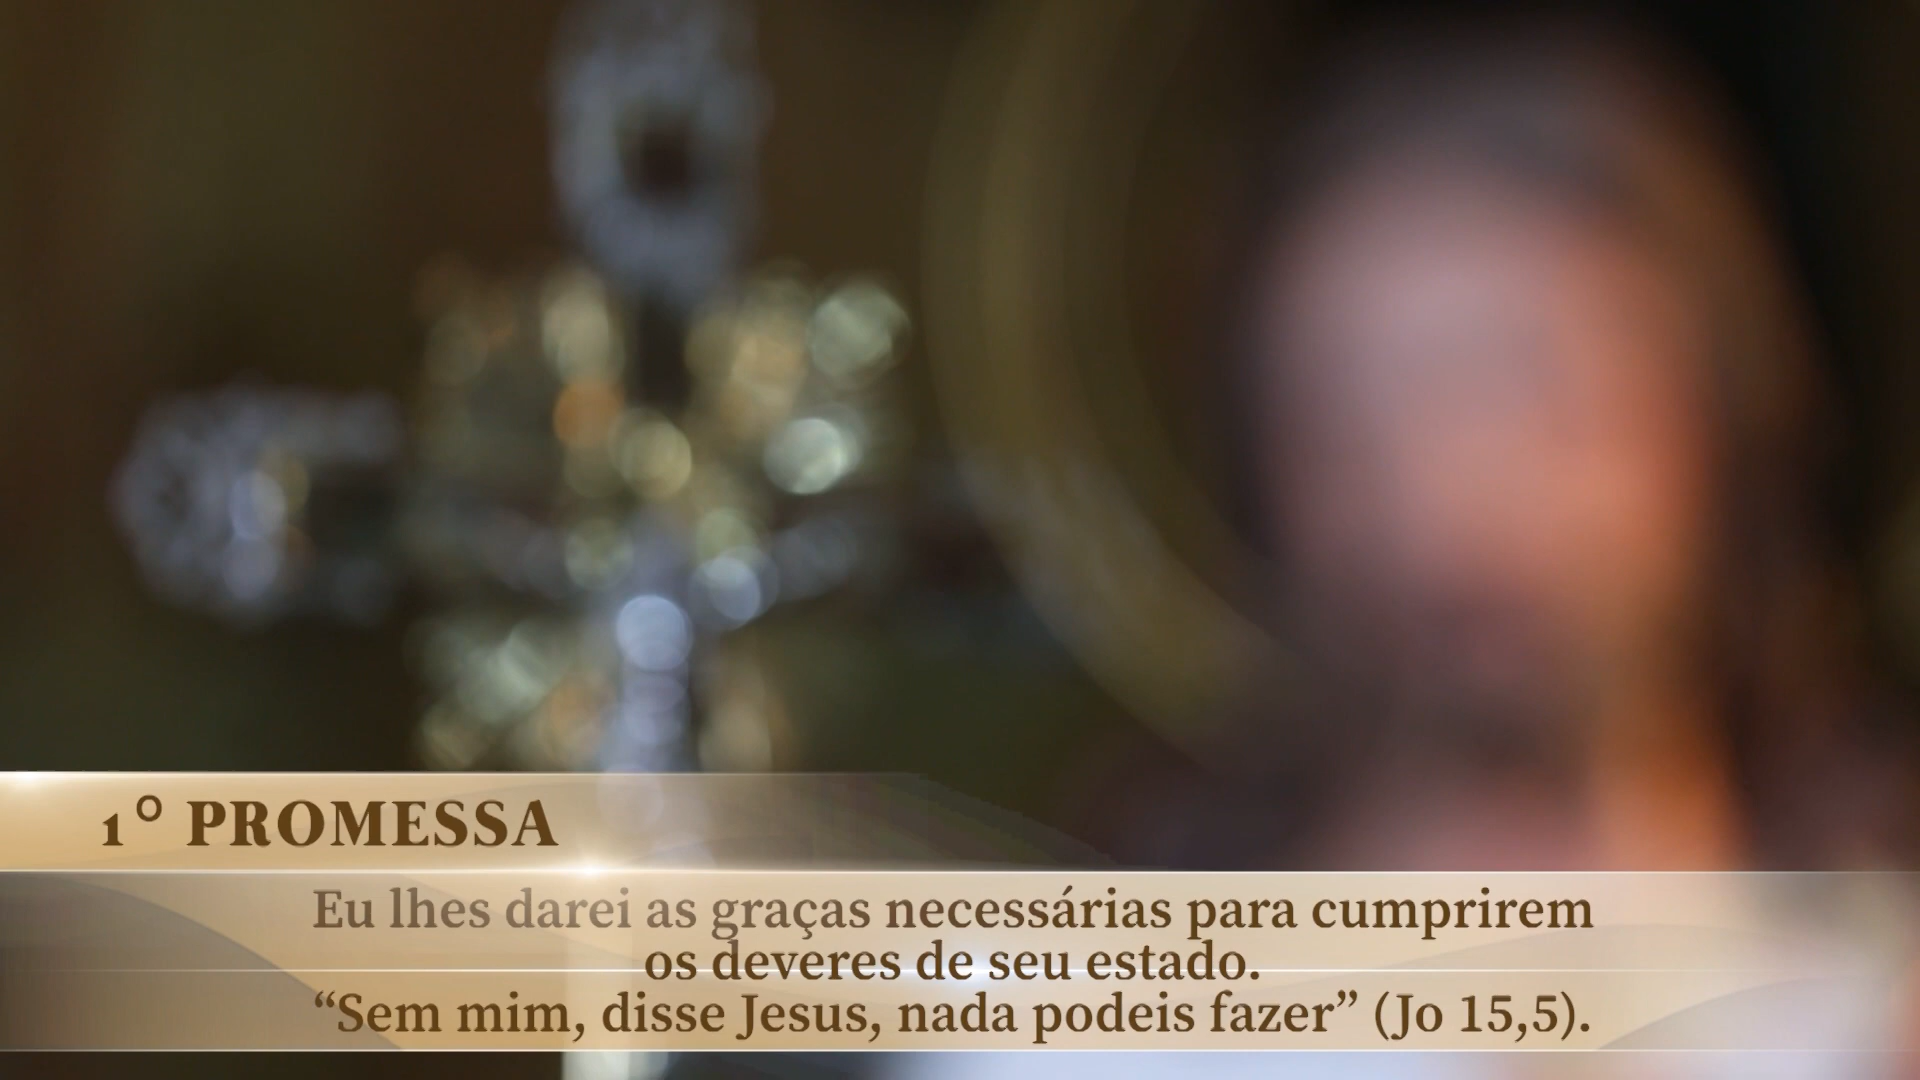 1° PROMESSA
Eu lhes darei as graças necessárias para cumprirem
os deveres de seu estado.
“Sem mim, disse Jesus, nada podeis fazer” (Jo 15,5).